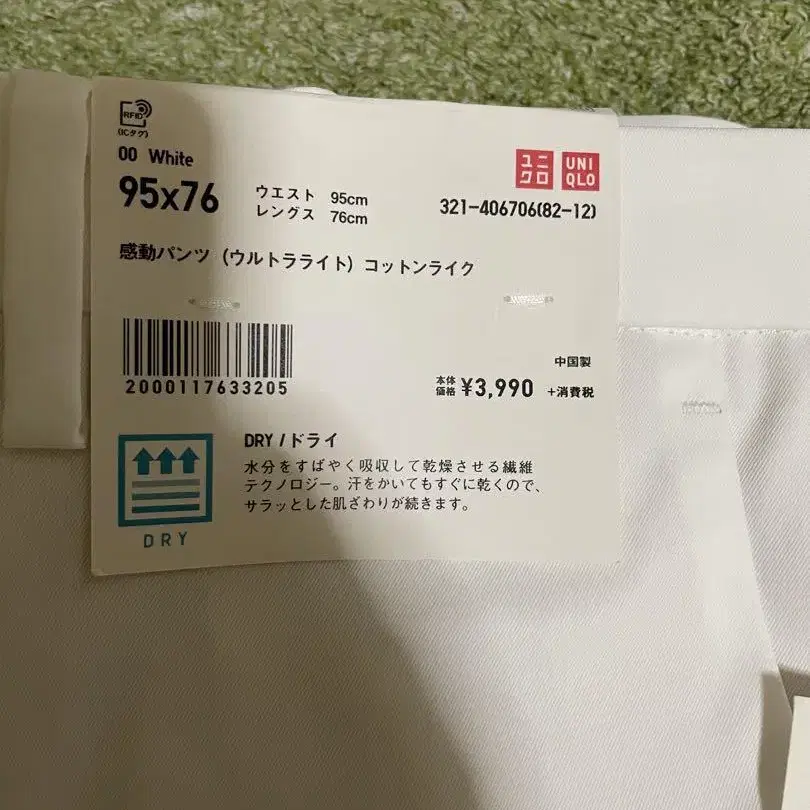 RFID
(ICタグ)
00 White
95x76
ウエスト 95cm
レングス 76cm
ユニクロ
UNIQLO
321-406706(82-12)
感動パンツ (ウルトラライト) コットンライク
2000117633205
中国製
本体価格 ¥3,990 +消費税
DRY
DRY / ドライ
水分をすばやく吸収して乾燥させる繊維
テクノロジー。汗をかいてもすぐに乾くので、
サラッとした肌ざわりが続きます。